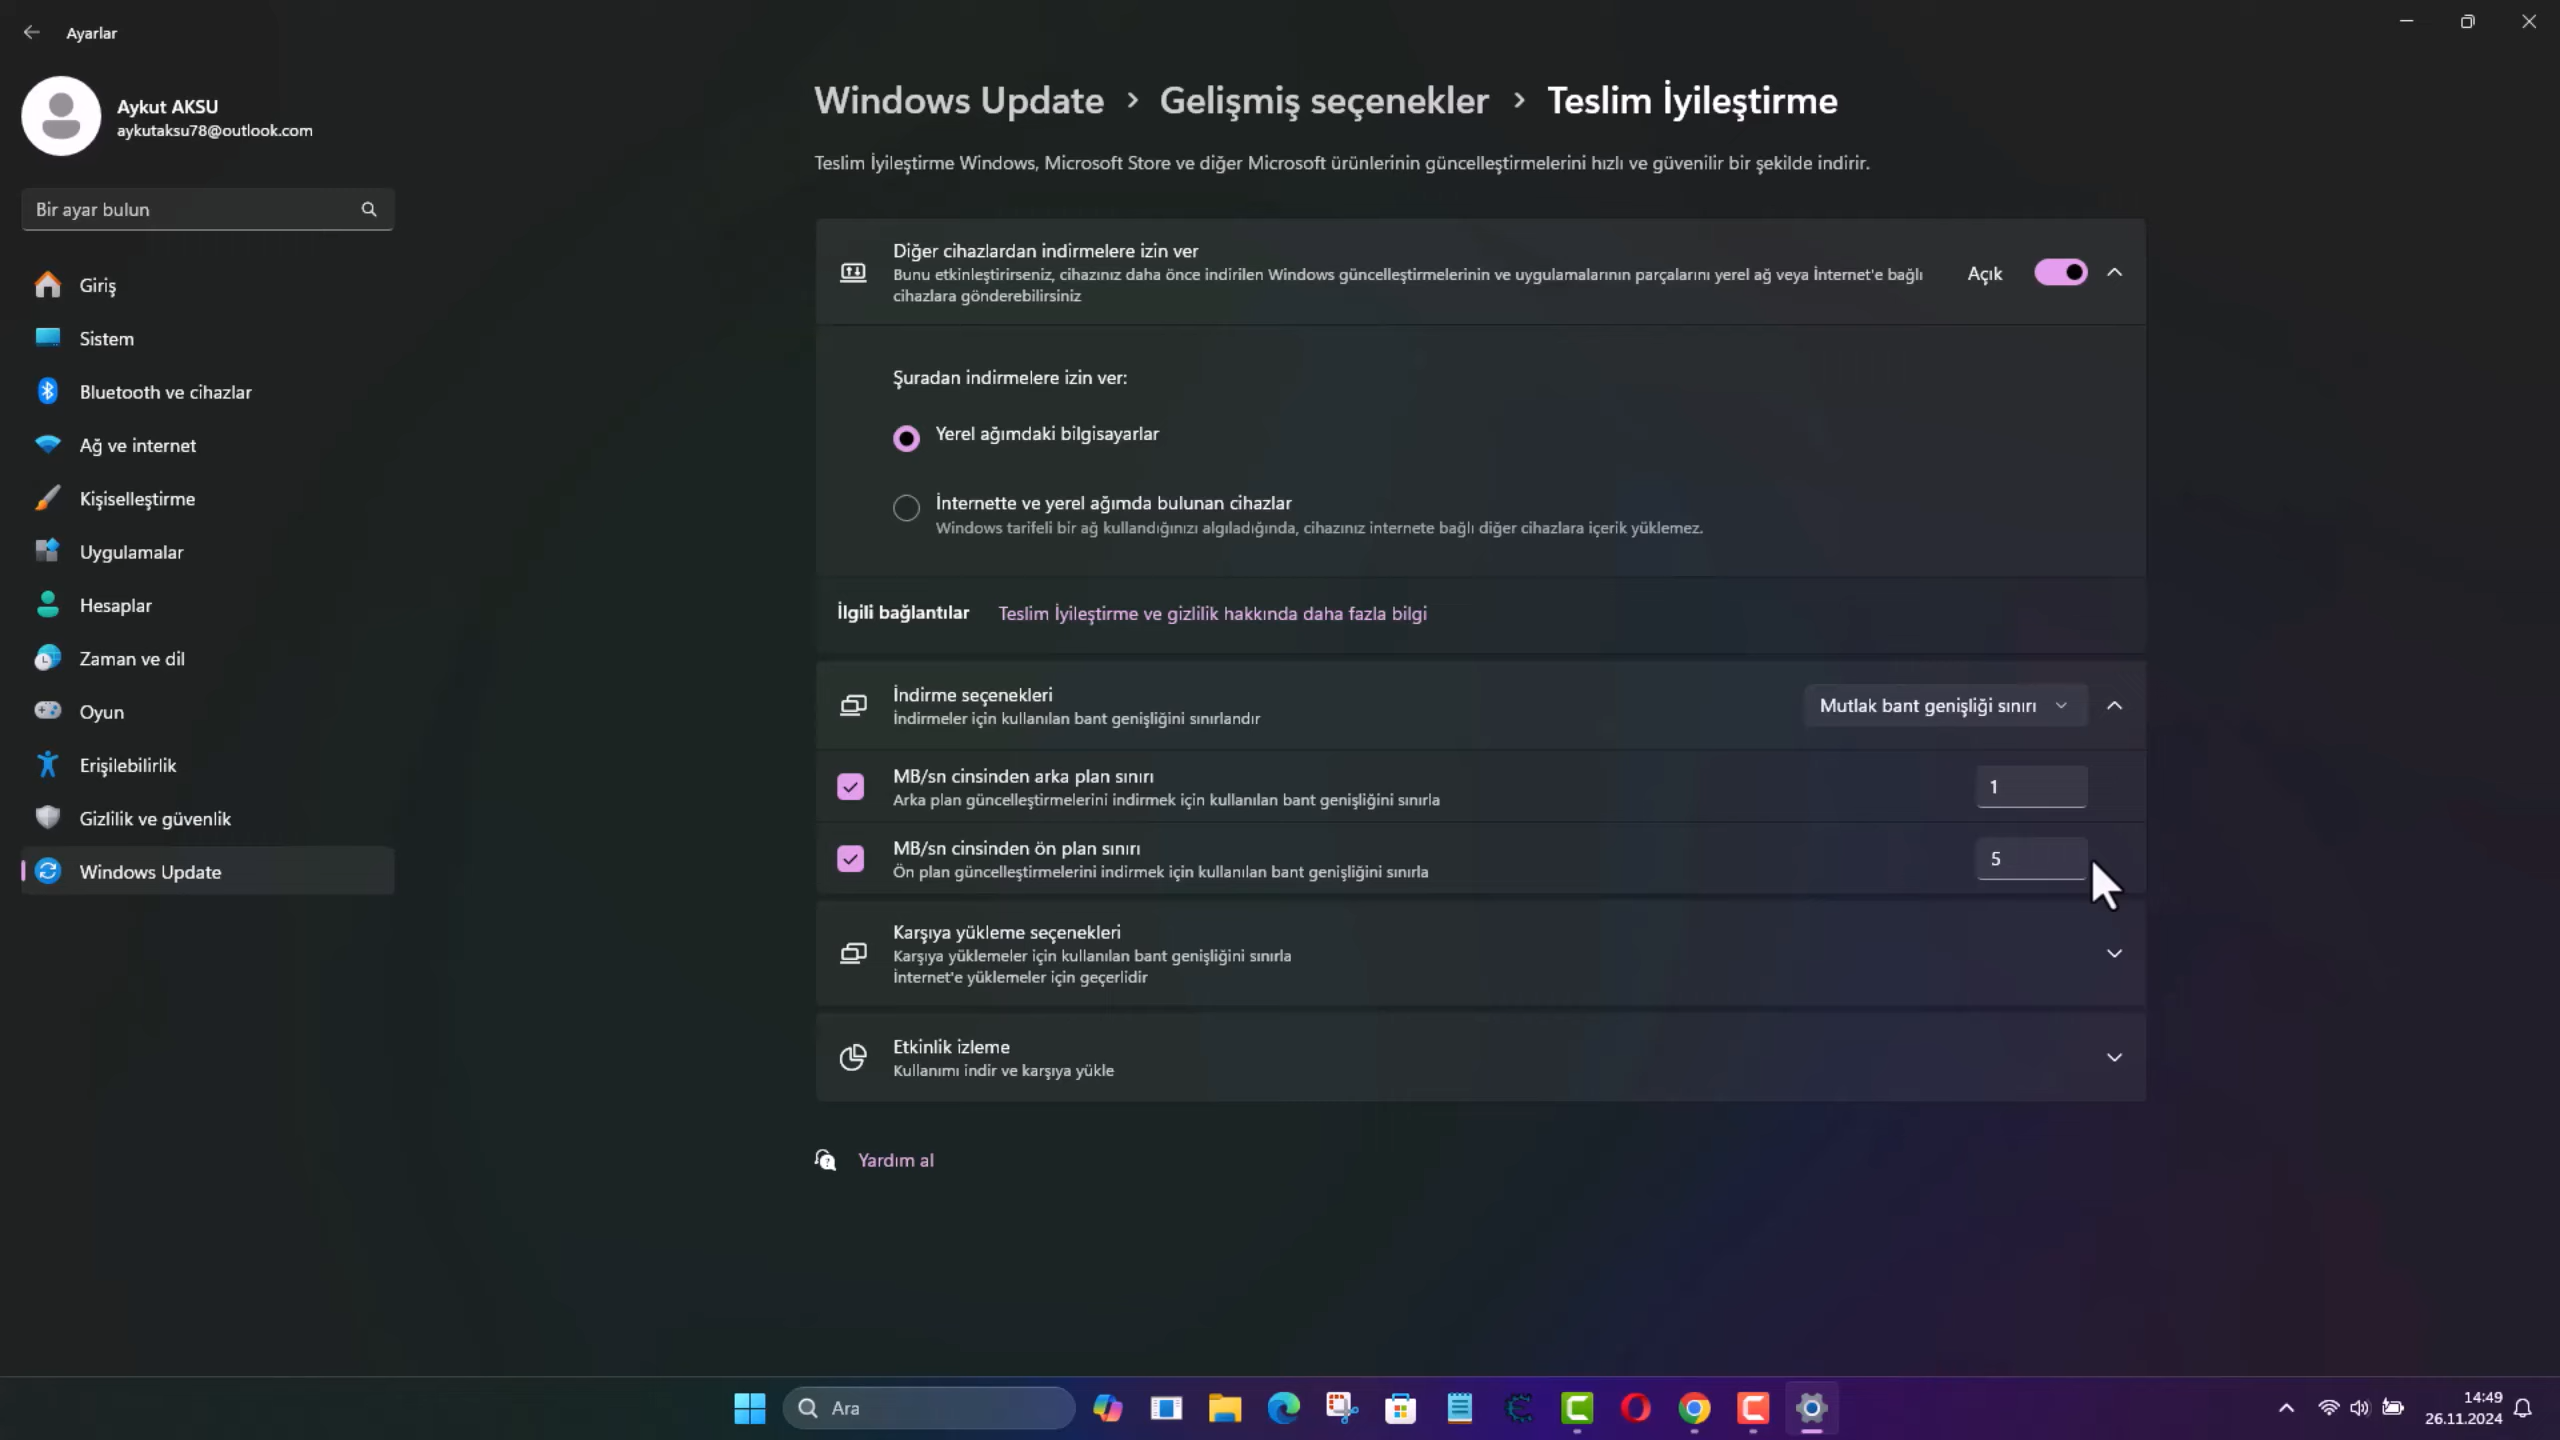 Ayarlar
Aykut AKSU
aykutaksu78@outlook.com
Bir ayar bulun
Giriş
Sistem
Bluetooth ve cihazlar
Ağ ve internet
Kişiselleştirme
Uygulamalar
Hesaplar
Zaman ve dil
Oyun
Erişilebilirlik
Gizlilik ve güvenlik
Windows Update
Windows Update > Gelişmiş seçenekler > Teslim İyileştirme
Teslim İyileştirme Windows, Microsoft Store ve diğer Microsoft ürünlerinin güncelleştirmelerini hızlı ve güvenilir bir şekilde indirir.
Diğer cihazlardan indirmelere izin ver
Bunu etkinleştirirseniz, cihazınız daha önce indirilen Windows güncelleştirmelerinin ve uygulamalarının parçalarını yerel ağ veya İnternet'e bağlı
cihazlara gönderebilirsiniz
Açık
Şuradan indirmelere izin ver:
Yerel ağımdaki bilgisayarlar
İnternette ve yerel ağımda bulunan cihazlar
Windows tarifeli bir ağ kullandığınızı algıladığında, cihazınız internete bağlı diğer cihazlara içerik yüklemez.
İlgili bağlantılar Teslim İyileştirme ve gizlilik hakkında daha fazla bilgi
İndirme seçenekleri
İndirmeler için kullanılan bant genişliğini sınırlandır
Mutlak bant genişliği sınırı
MB/sn cinsinden arka plan sınırı
Arka plan güncelleştirmelerini indirmek için kullanılan bant genişliğini sınırla
1
MB/sn cinsinden ön plan sınırı
Ön plan güncelleştirmelerini indirmek için kullanılan bant genişliğini sınırla
5
Karşıya yükleme seçenekleri
Karşıya yüklemeler için kullanılan bant genişliğini sınırla
İnternet'e yüklemeler için geçerlidir
Etkinlik izleme
Kullanımı indir ve karşıya yükle
Yardım al
Ara
14:49
26.11.2024